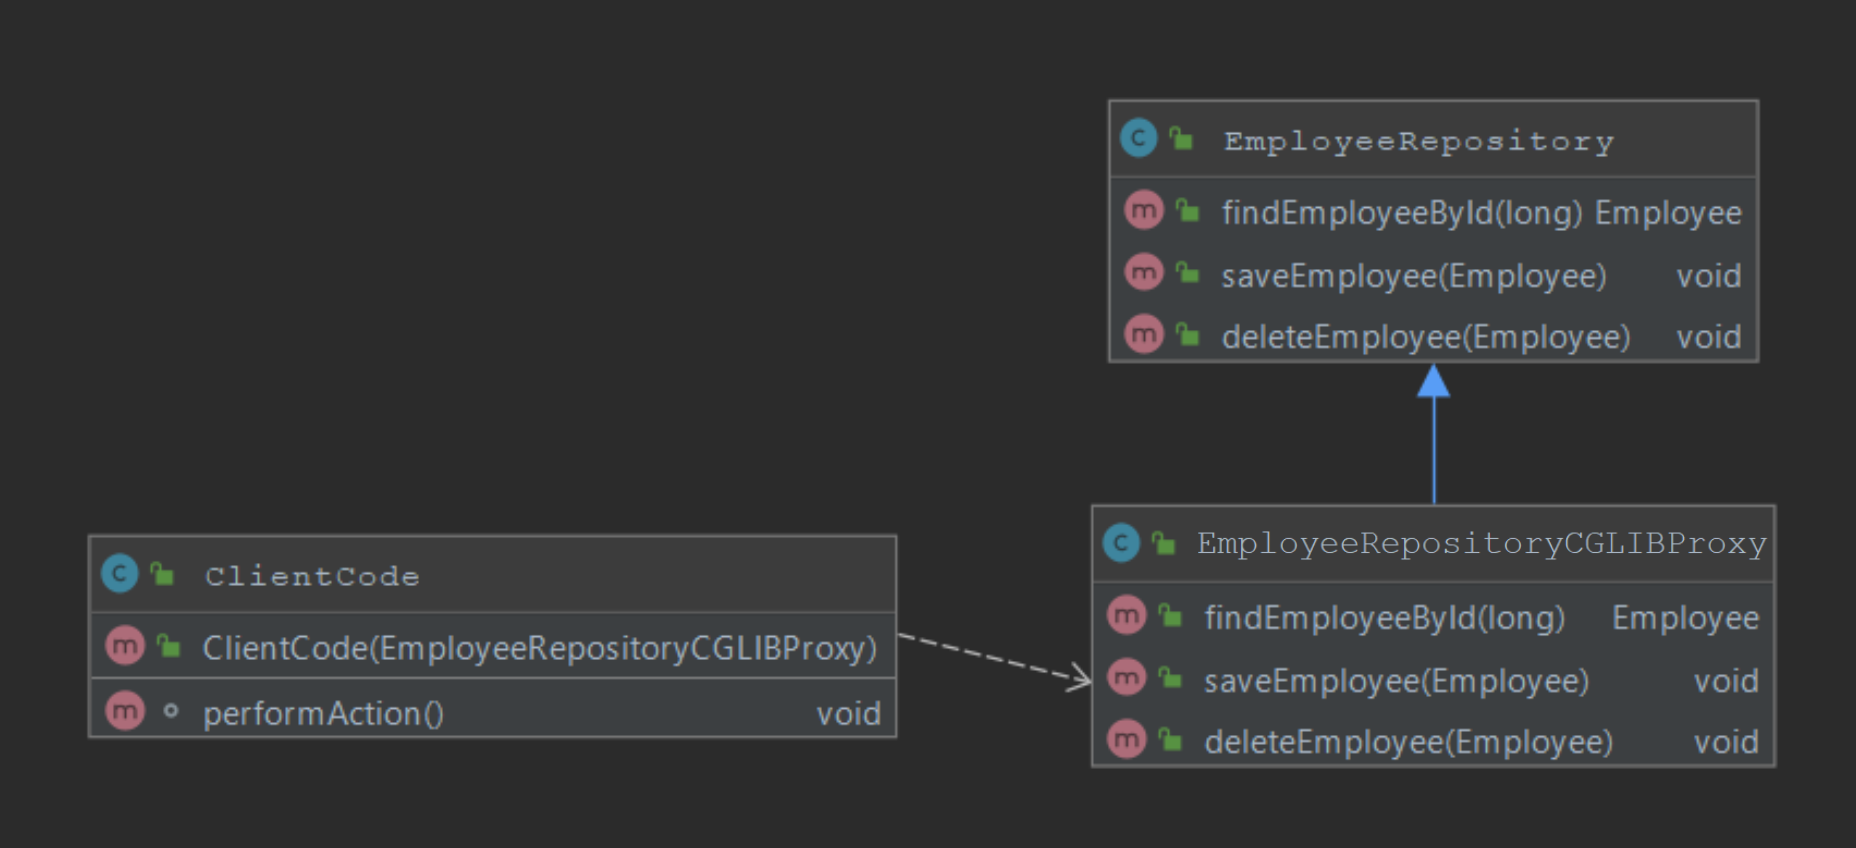 EmployeeRepository
findEmployeeById(long) Employee
saveEmployee(Employee) void
deleteEmployee(Employee) void
ClientCode
ClientCode(EmployeeRepositoryCGLIBProxy)
performAction() void
EmployeeRepositoryCGLIBProxy
findEmployeeById(long) Employee
saveEmployee(Employee) void
deleteEmployee(Employee) void